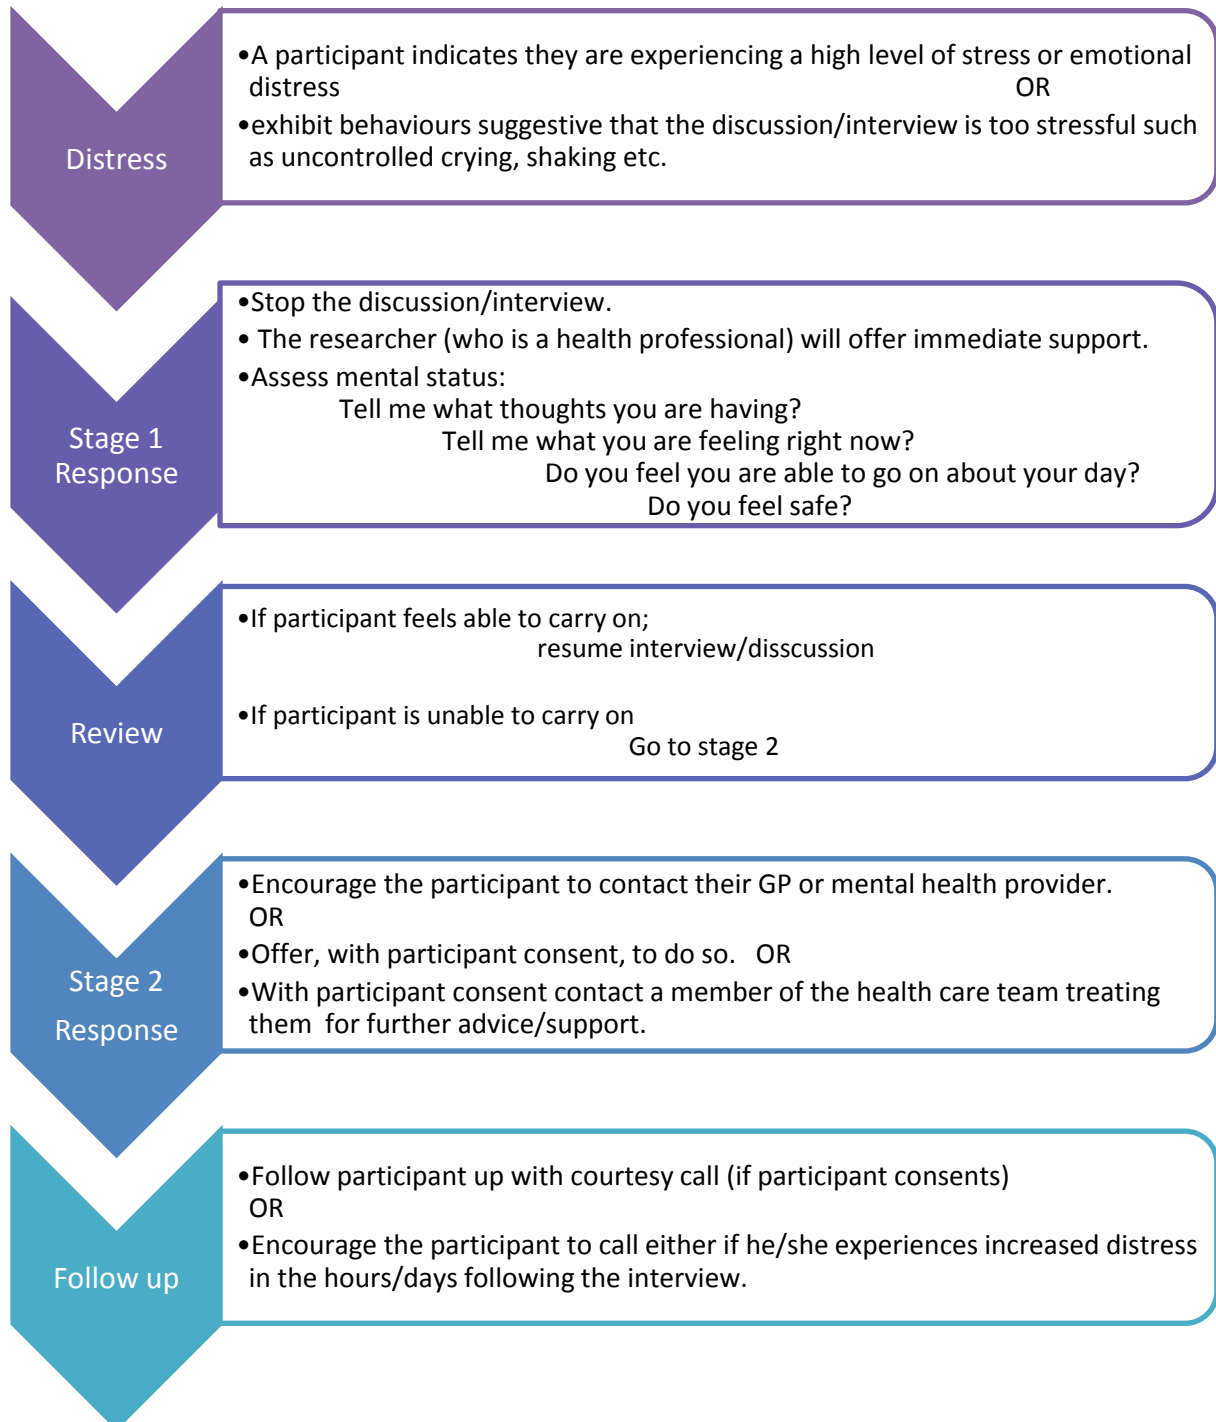 Distress
•A participant indicates they are experiencing a high level of stress or emotional
distress OR
•exhibit behaviours suggestive that the discussion/interview is too stressful such
as uncontrolled crying, shaking etc.
Stage 1
Response
•Stop the discussion/interview.
• The researcher (who is a health professional) will offer immediate support.
•Assess mental status:
Tell me what thoughts you are having?
Tell me what you are feeling right now?
Do you feel you are able to go on about your day?
Do you feel safe?
Review
•If participant feels able to carry on;
resume interview/disscussion
•If participant is unable to carry on
Go to stage 2
Stage 2
Response
•Encourage the participant to contact their GP or mental health provider.
OR
•Offer, with participant consent, to do so. OR
•With participant consent contact a member of the health care team treating
them for further advice/support.
Follow up
•Follow participant up with courtesy call (if participant consents)
OR
•Encourage the participant to call either if he/she experiences increased distress
in the hours/days following the interview.